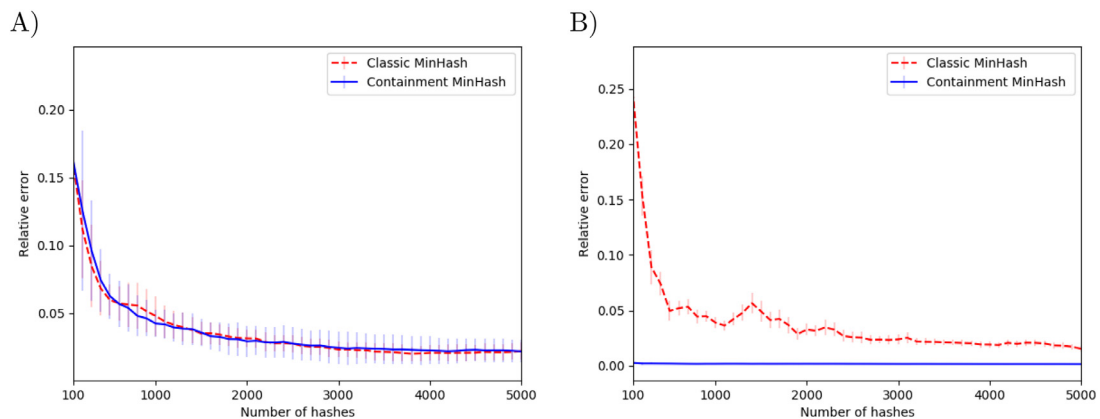 A)
Classic MinHash
Containment MinHash
0.20
0.15
0.10
0.05
Relative error
100
1000
2000
3000
4000
5000
Number of hashes
B)
Classic MinHash
Containment MinHash
0.25
0.20
0.15
0.10
0.05
0.00
Relative error
100
1000
2000
3000
4000
5000
Number of hashes